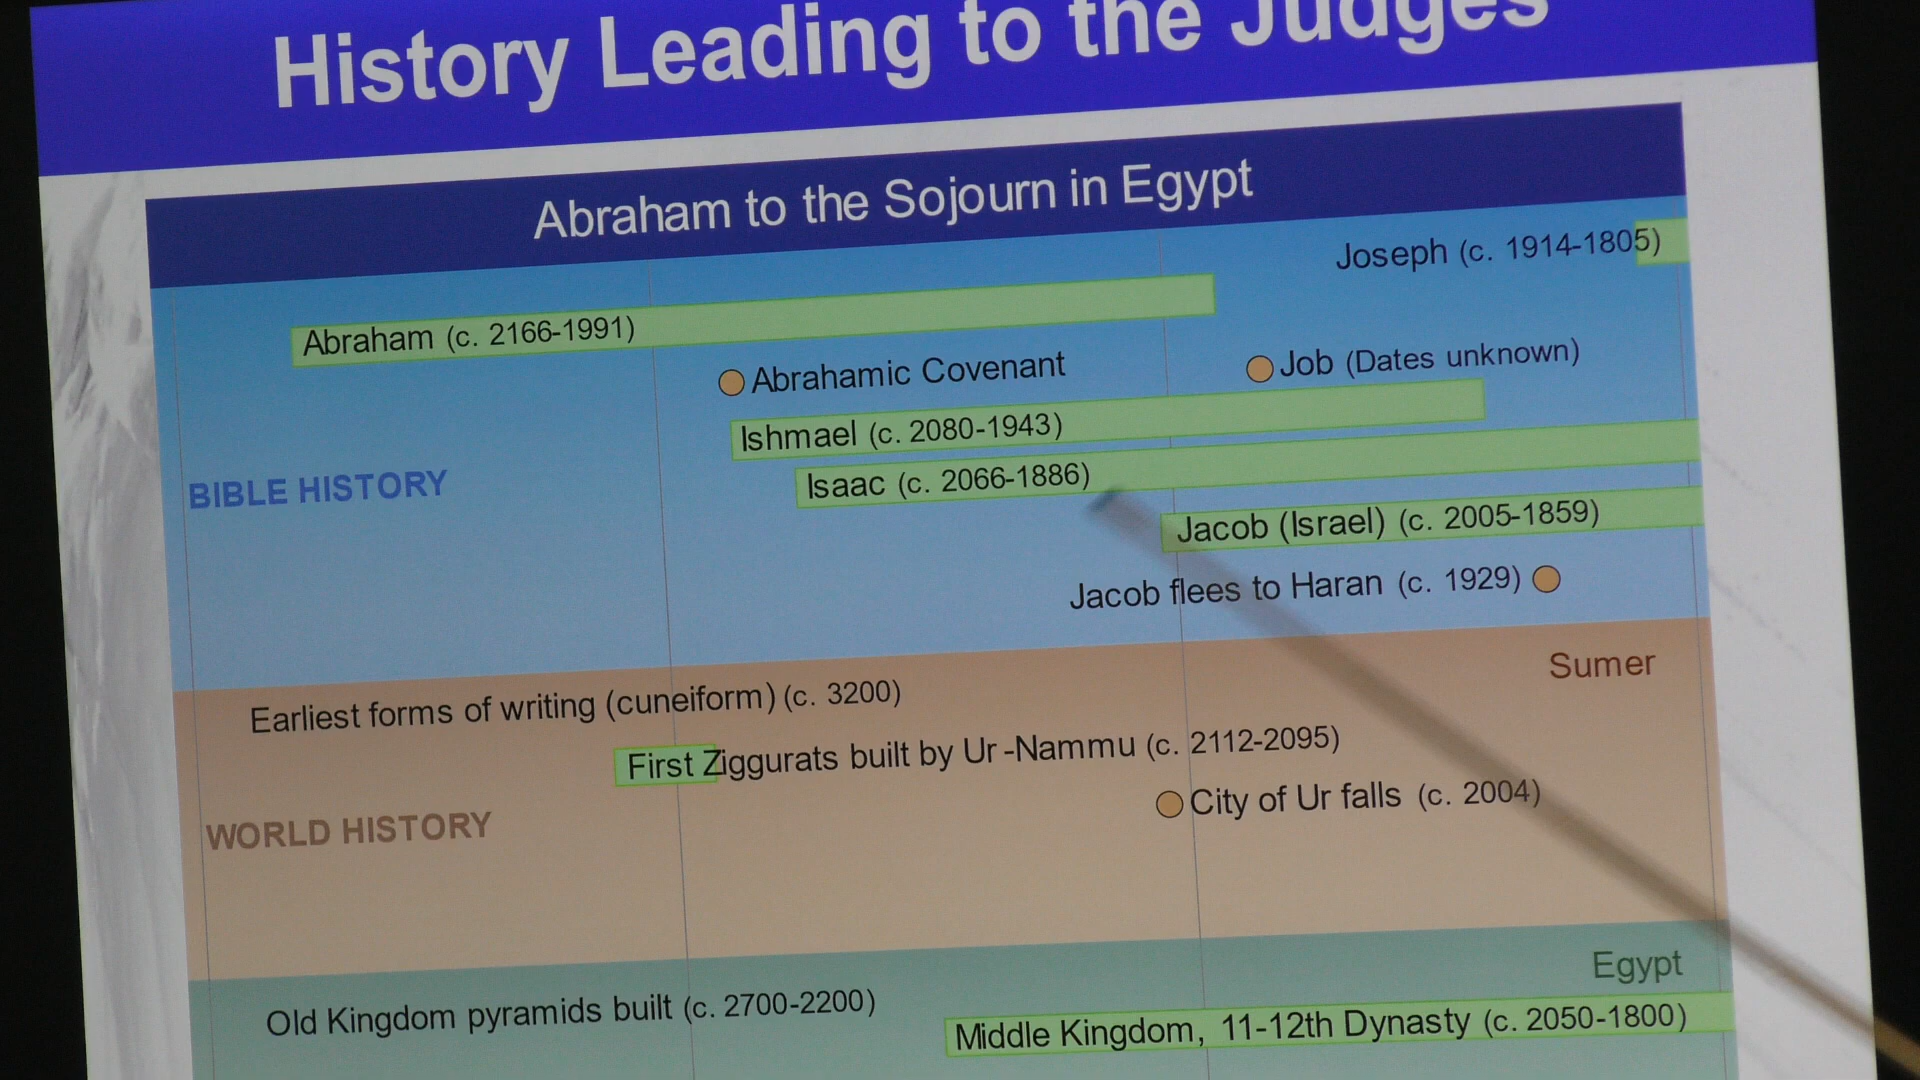 History Leading to the Judges
Abraham to the Sojourn in Egypt
Joseph (c. 1914-1805)
Abraham (c. 2166-1991)
Abrahamic Covenant
Job (Dates unknown)
Ishmael (c. 2080-1943)
Isaac (c. 2066-1886)
BIBLE HISTORY
Jacob (Israel) (c. 2005-1859)
Jacob flees to Haran (c. 1929)
Sumer
Earliest forms of writing (cuneiform) (c. 3200)
First Ziggurats built by Ur-Nammu (c. 2112-2095)
City of Ur falls (c. 2004)
WORLD HISTORY
Egypt
Old Kingdom pyramids built (c. 2700-2200)
Middle Kingdom, 11-12th Dynasty (c. 2050-1800)